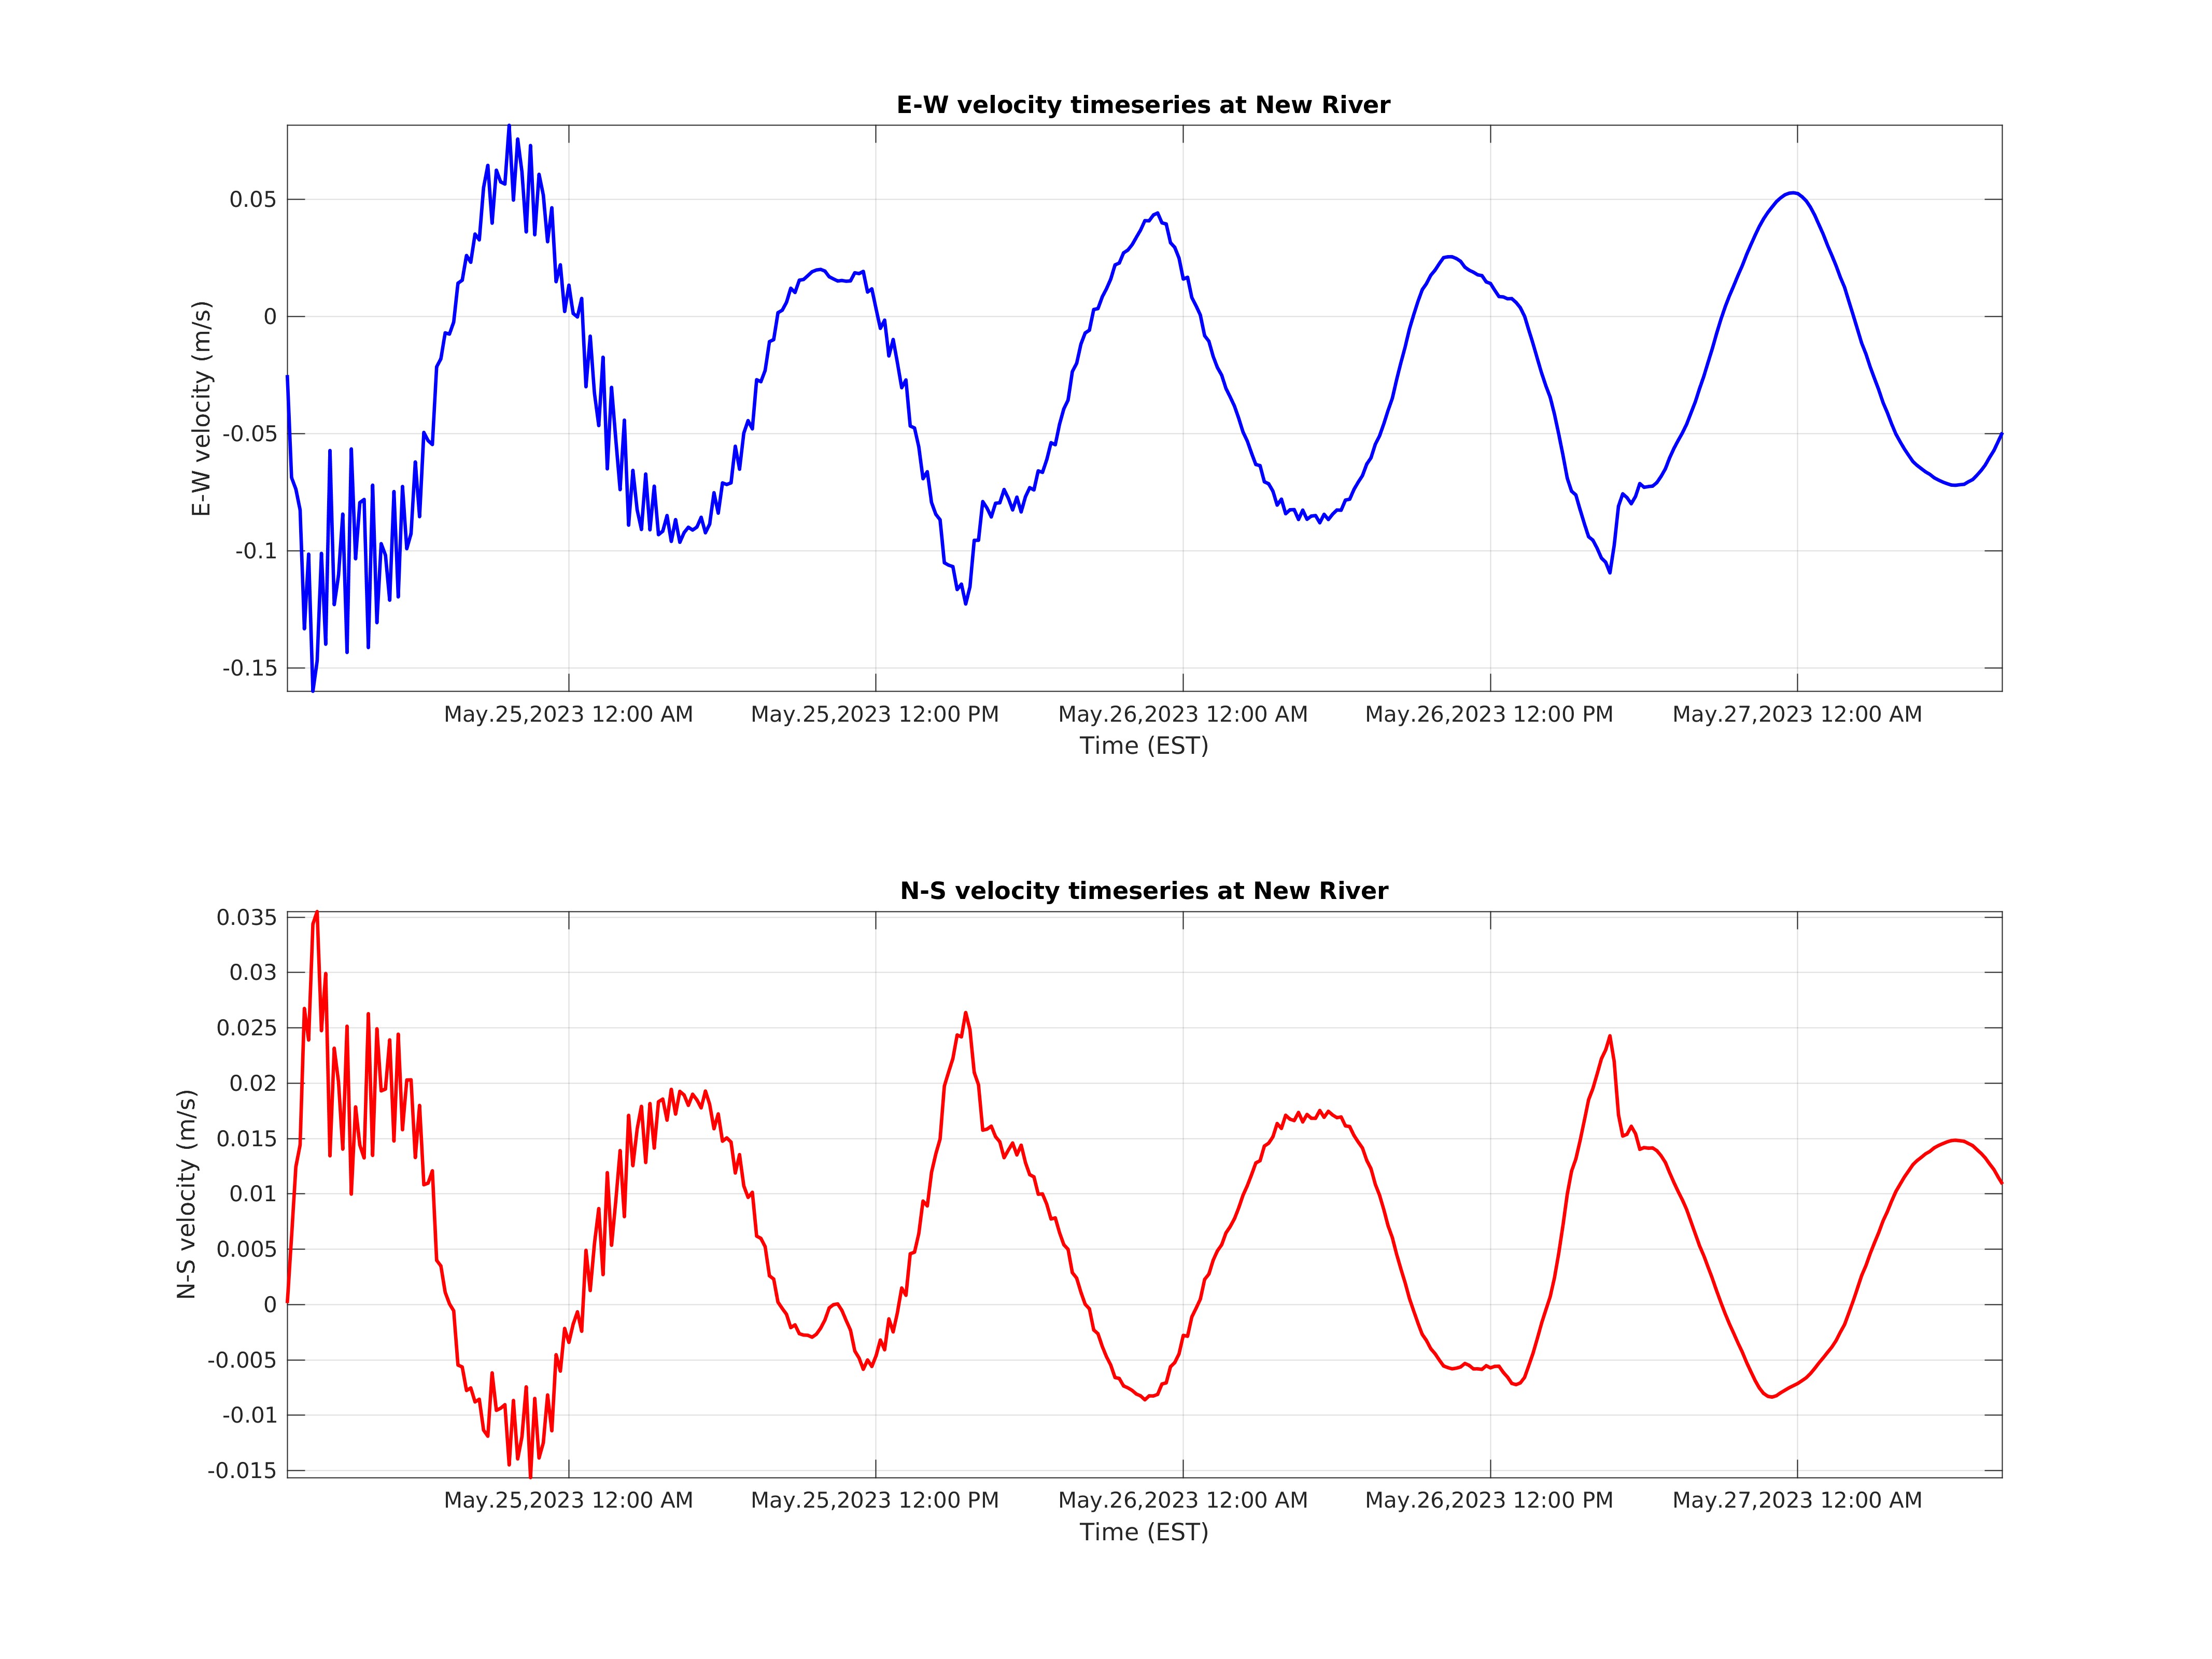 E-W velocity timeseries at New River
E-W velocity (m/s)
0.05
0
-0.05
-0.1
-0.15
May.25,2023 12:00 AM May.25,2023 12:00 PM May.26,2023 12:00 AM May.26,2023 12:00 PM May.27,2023 12:00 AM
Time (EST)
N-S velocity timeseries at New River
N-S velocity (m/s)
0.035
0.03
0.025
0.02
0.015
0.01
0.005
0
-0.005
-0.01
-0.015
May.25,2023 12:00 AM May.25,2023 12:00 PM May.26,2023 12:00 AM May.26,2023 12:00 PM May.27,2023 12:00 AM
Time (EST)